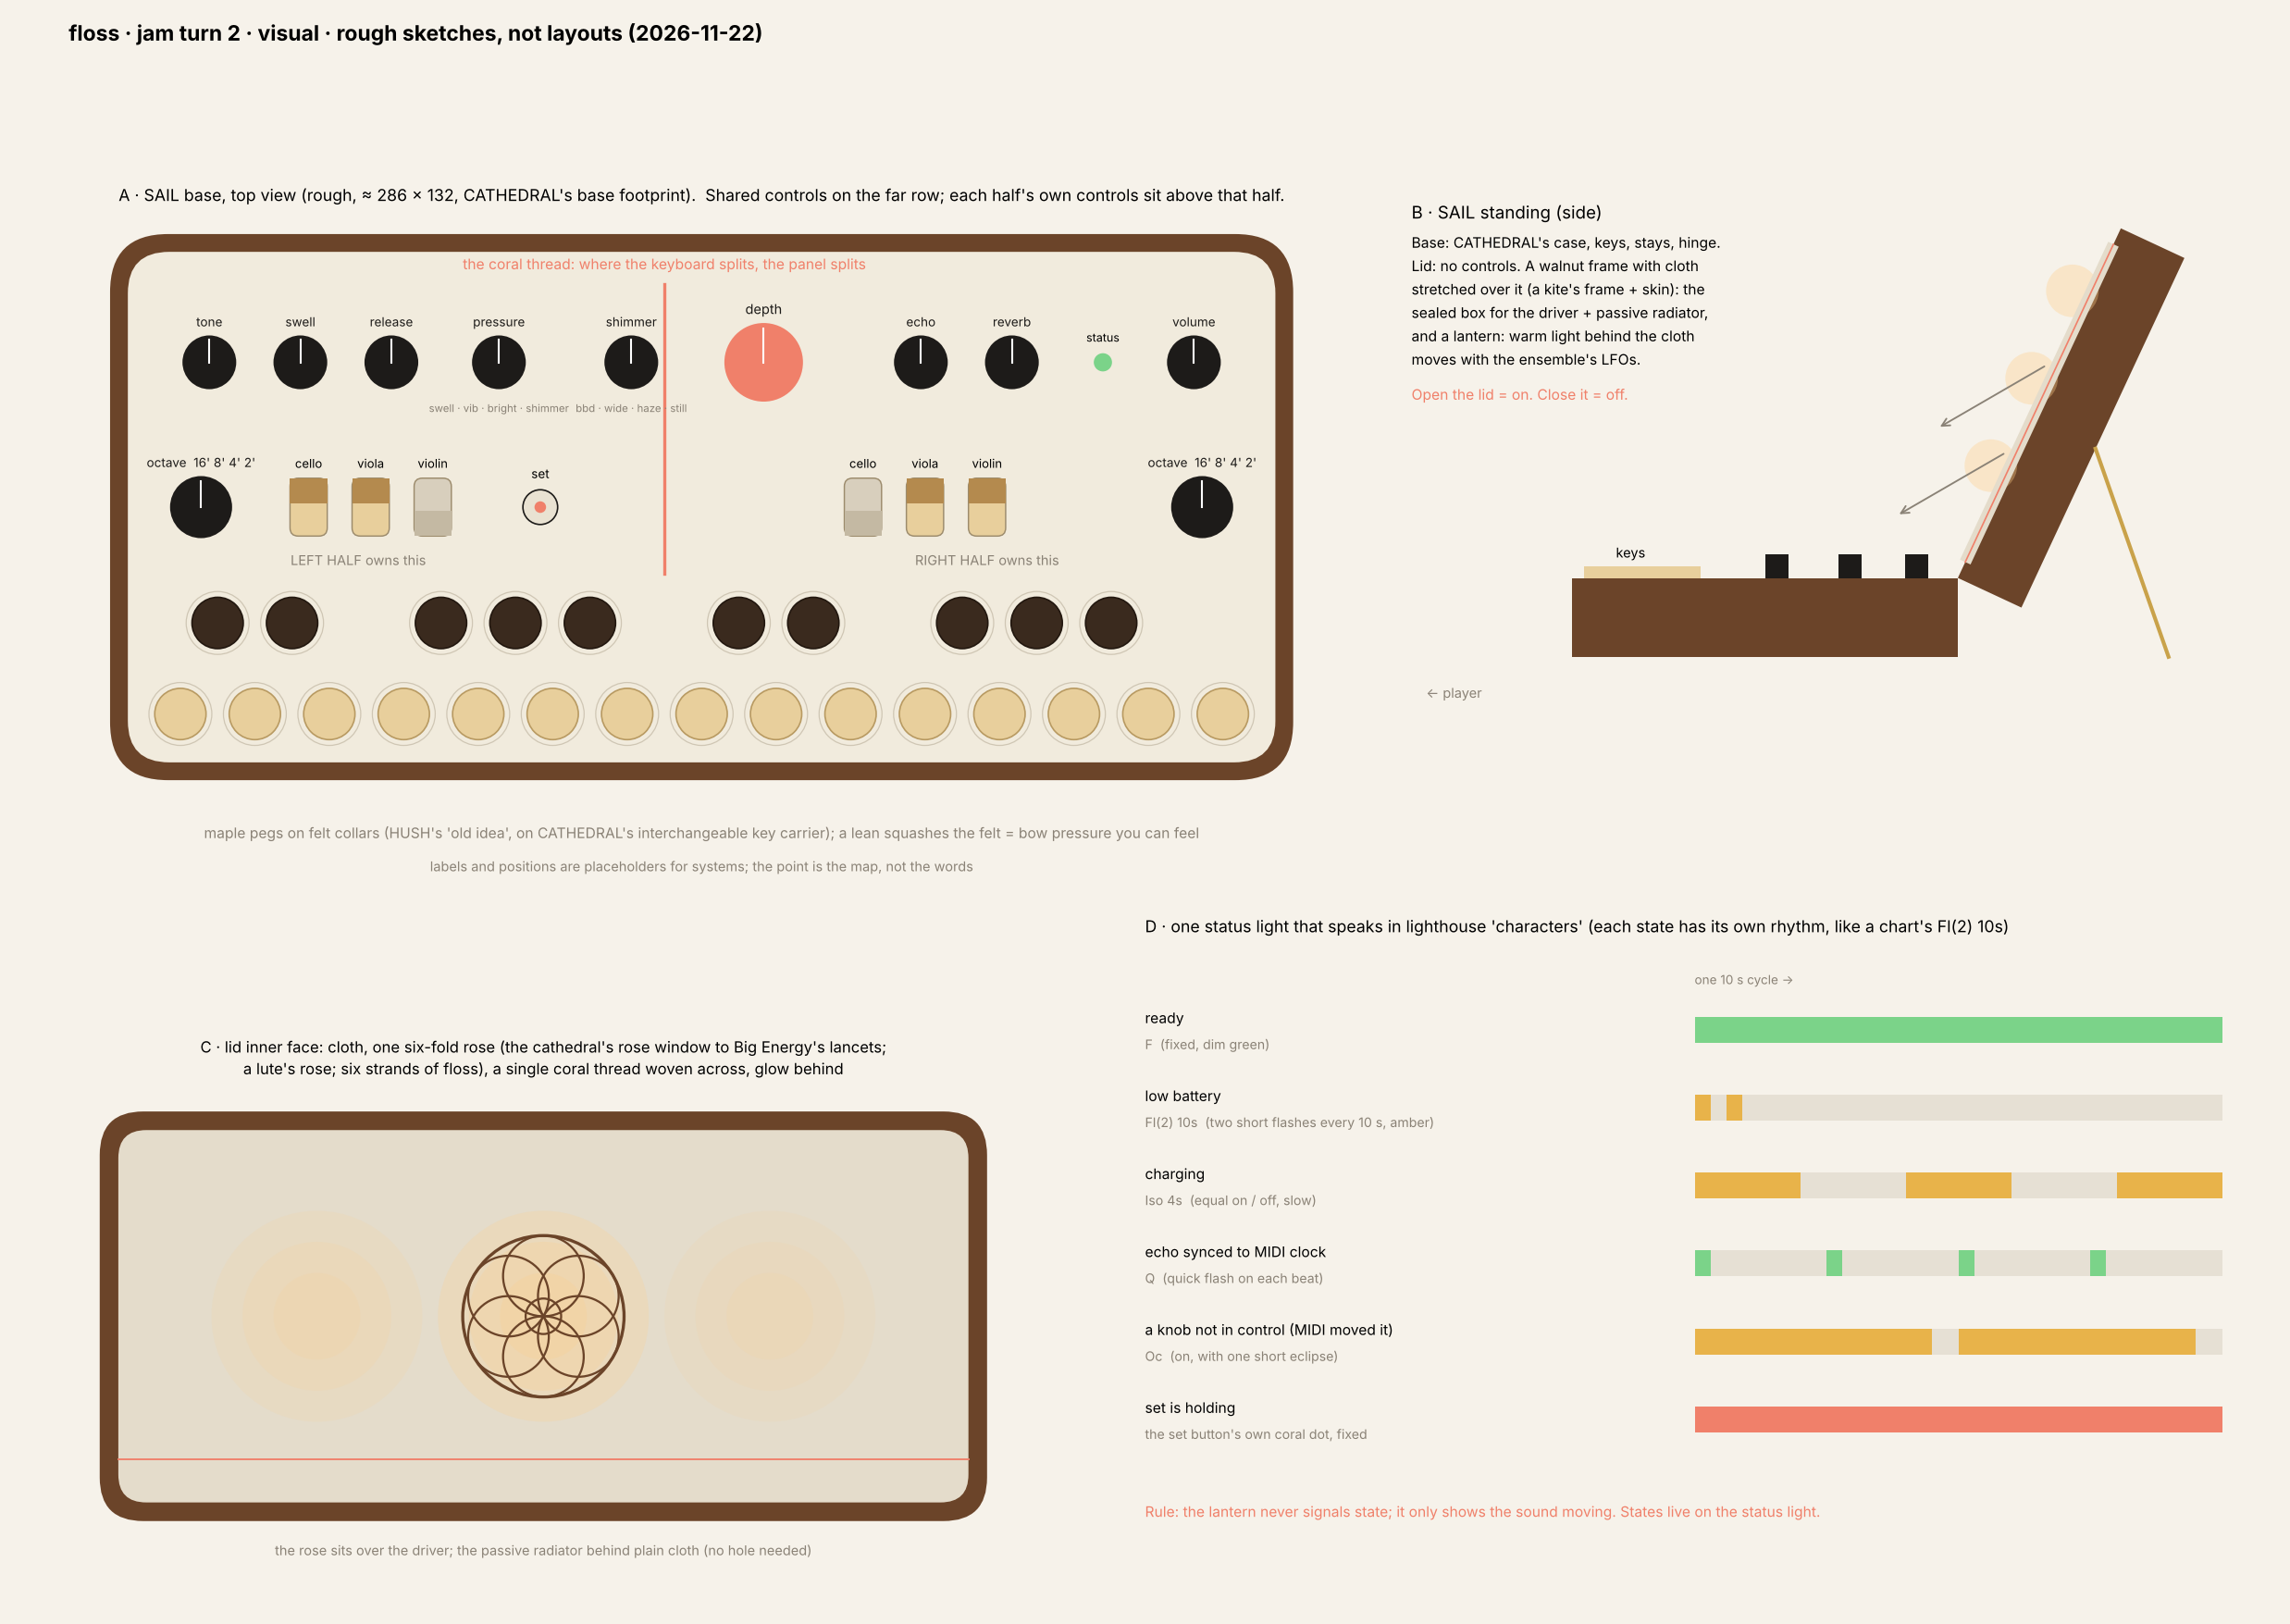 floss · jam turn 2 · visual · rough sketches, not layouts (2026-11-22)
A · SAIL base, top view (rough, ≈ 286 × 132, CATHEDRAL's base footprint).  Shared controls on the far row; each half's own controls sit above that half.
the coral thread: where the keyboard splits, the panel splits
depth
tone
swell
release
pressure
shimmer
echo
reverb
status
volume
swell · vib · bright · shimmer
bbd · wide · haze · still
octave  16' 8' 4' 2'
cello
viola
violin
set
cello
viola
violin
octave  16' 8' 4' 2'
LEFT HALF owns this
RIGHT HALF owns this
maple pegs on felt collars (HUSH's 'old idea', on CATHEDRAL's interchangeable key carrier); a lean squashes the felt = bow pressure you can feel
labels and positions are placeholders for systems; the point is the map, not the words
B · SAIL standing (side)
Base: CATHEDRAL's case, keys, stays, hinge.
Lid: no controls. A walnut frame with cloth
stretched over it (a kite's frame + skin): the
sealed box for the driver + passive radiator,
and a lantern: warm light behind the cloth
moves with the ensemble's LFOs.
Open the lid = on. Close it = off.
keys
← player
C · lid inner face: cloth, one six-fold rose (the cathedral's rose window to Big Energy's lancets;
a lute's rose; six strands of floss), a single coral thread woven across, glow behind
the rose sits over the driver; the passive radiator behind plain cloth (no hole needed)
D · one status light that speaks in lighthouse 'characters' (each state has its own rhythm, like a chart's Fl(2) 10s)
one 10 s cycle →
ready
F  (fixed, dim green)
low battery
Fl(2) 10s  (two short flashes every 10 s, amber)
charging
Iso 4s  (equal on / off, slow)
echo synced to MIDI clock
Q  (quick flash on each beat)
a knob not in control (MIDI moved it)
Oc  (on, with one short eclipse)
set is holding
the set button's own coral dot, fixed
Rule: the lantern never signals state; it only shows the sound moving. States live on the status light.